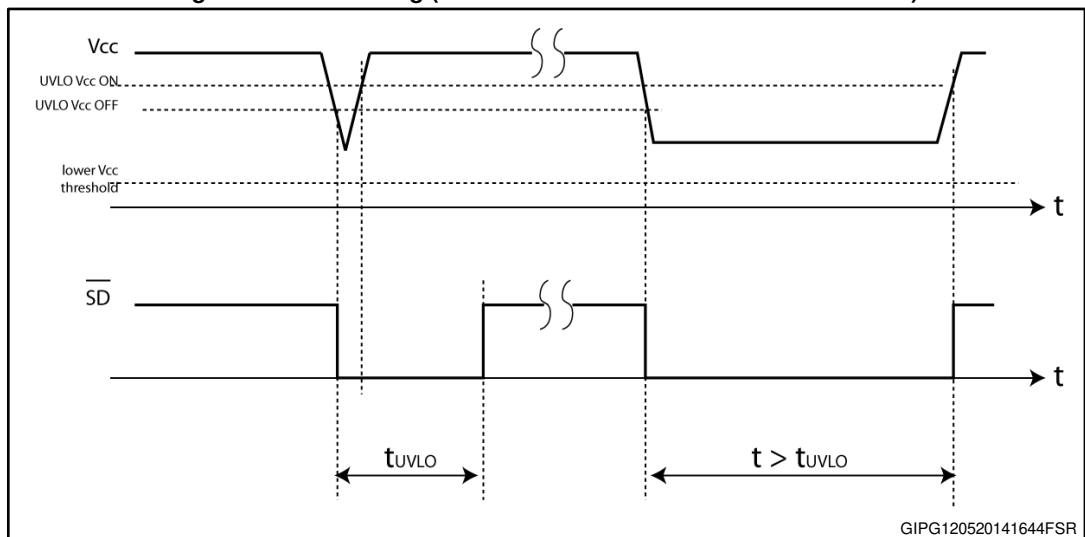 Vcc
UVLO Vcc ON
UVLO Vcc OFF
lower Vcc
threshold
t
SD
t
tUVLO
t > tUVLO
GIPG120520141644FSR